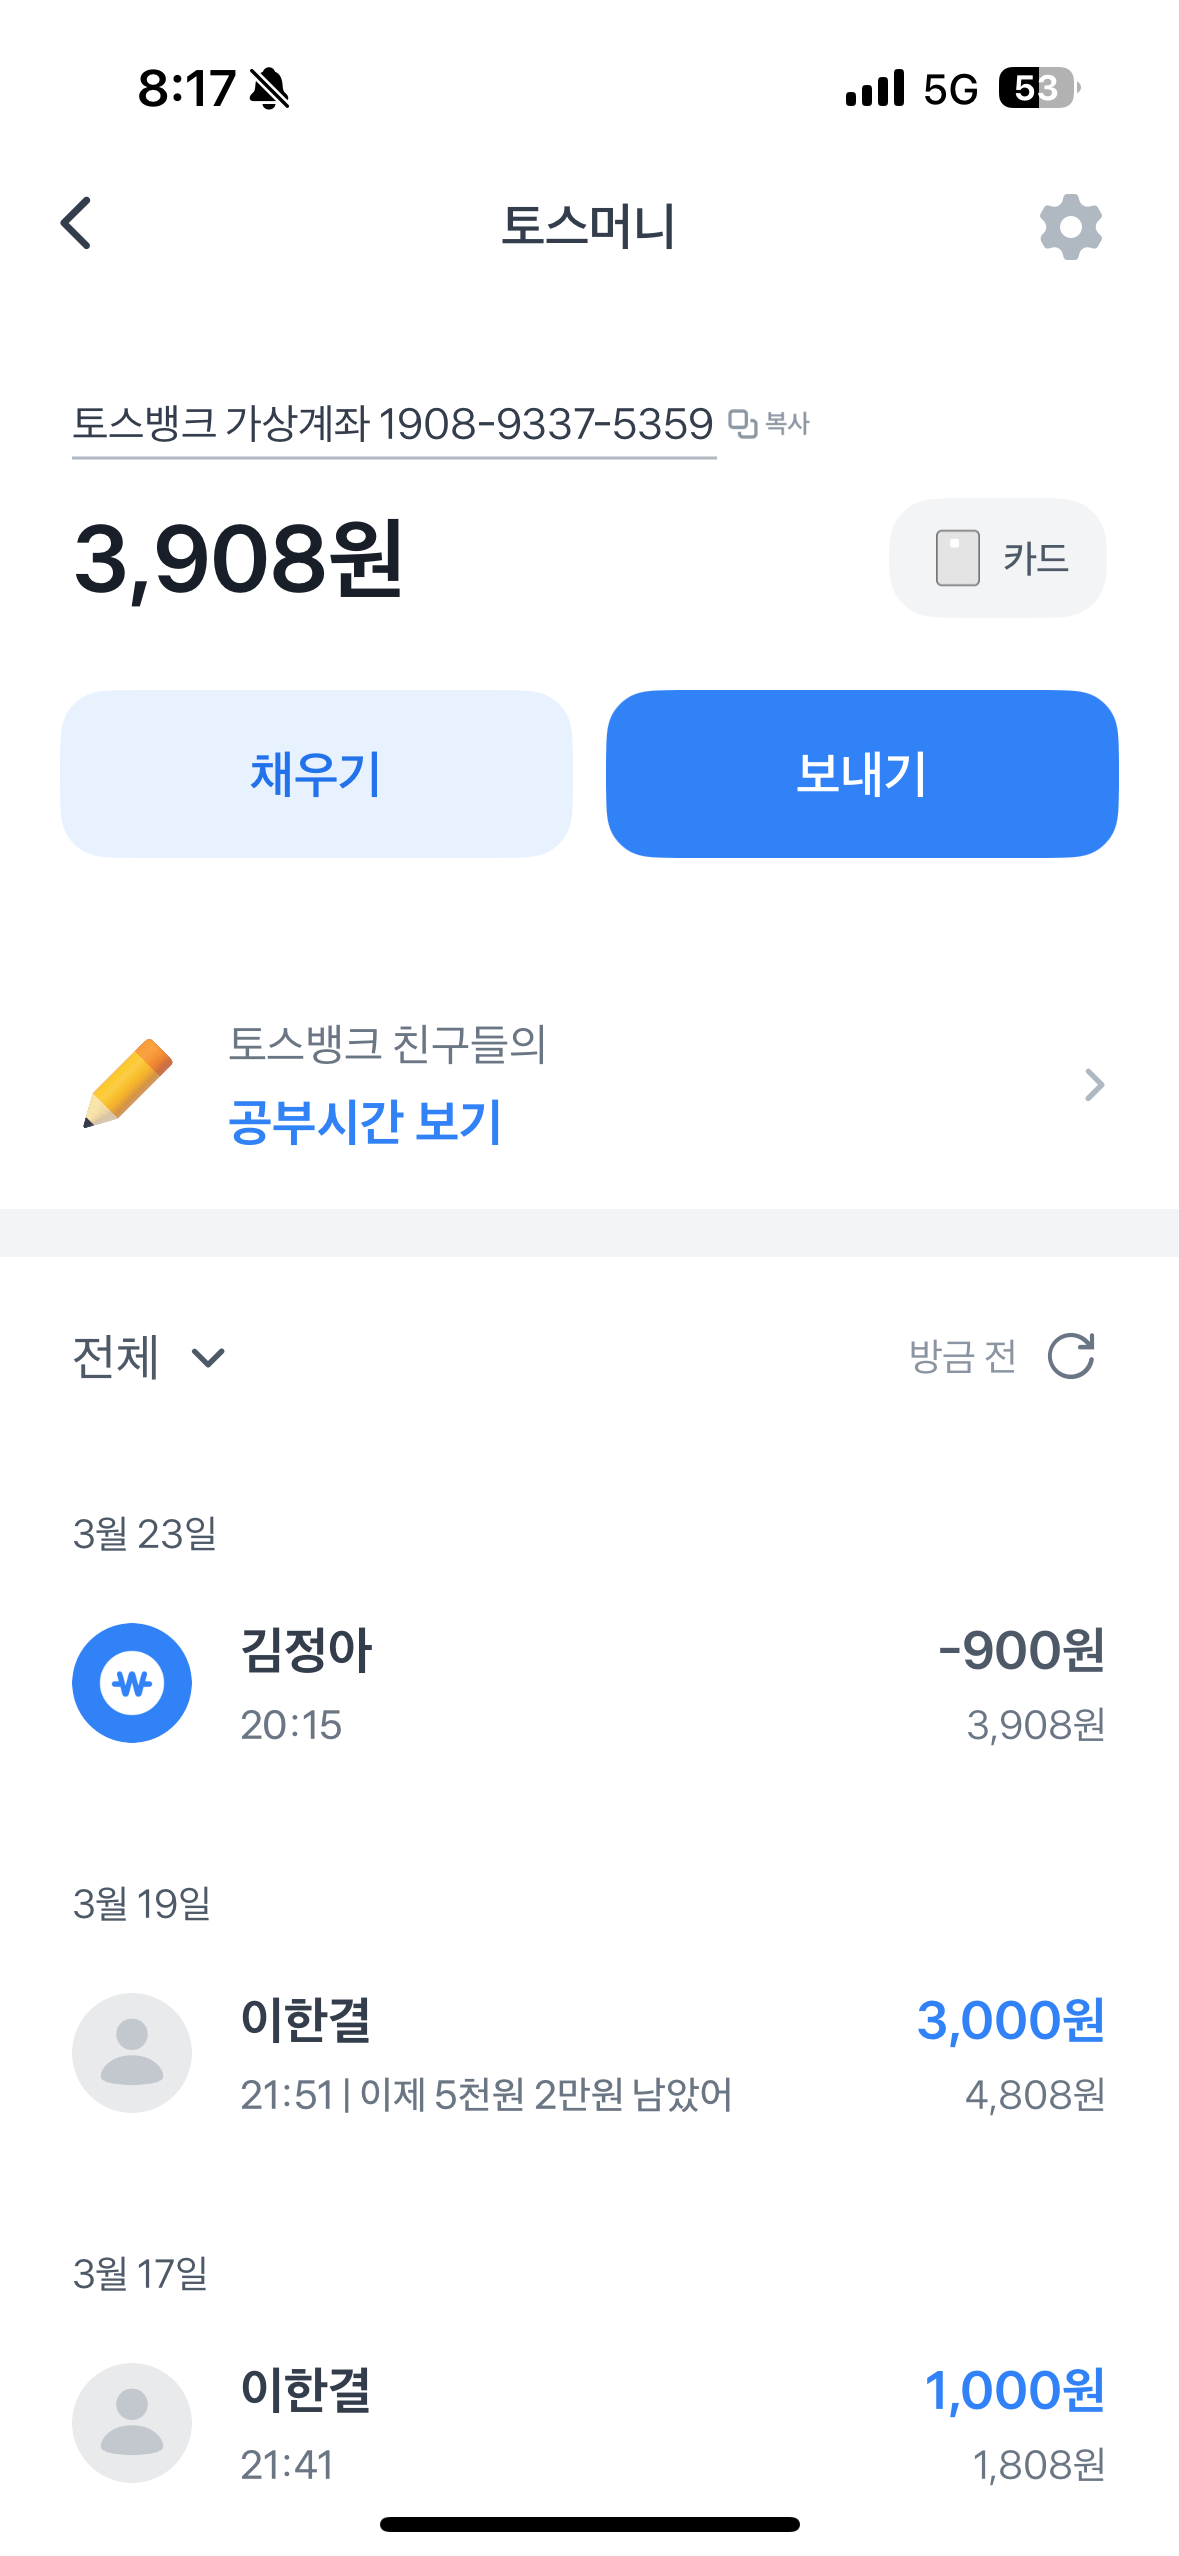 8:17 5G 53
토스머니
토스뱅크 가상계좌 1908-9337-5359 복사
3,908원 카드
채우기 보내기
토스뱅크 친구들의
공부시간 보기
전체 방금 전
3월 23일
김정아 -900원
20:15 3,908원
3월 19일
이한결 3,000원
21:51 | 이제 5천원 2만원 남았어 4,808원
3월 17일
이한결 1,000원
21:41 1,808원